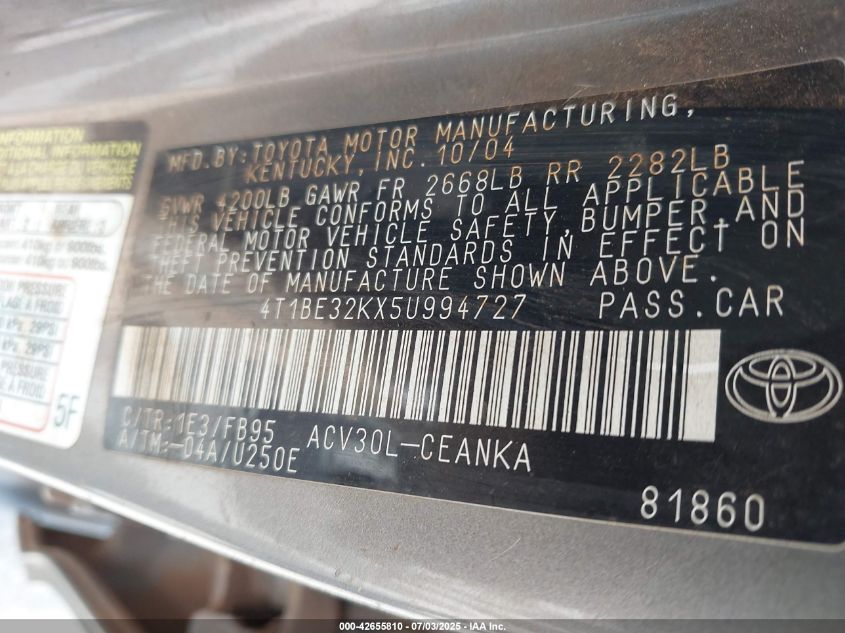 MFD.BY:TOYOTA MOTOR MANUFACTURING,
KENTUCKY, INC. 10/04
GVWR 4200LB GAWR FR 2668LB RR 2282LB
THIS VEHICLE CONFORMS TO ALL APPLICABLE
FEDERAL MOTOR VEHICLE SAFETY,BUMPER,AND
THEFT PREVENTION STANDARDS IN EFFECT ON
THE DATE OF MANUFACTURE SHOWN ABOVE.
4T1BE32KX5U994727 PASS.CAR
C/TR:1E3/FB95 ACV30L-CEANKA
A/TM:-04A/U250E
81860
INFORMATION
5F
000-42655810 - 07/03/2025 - IAA Inc.